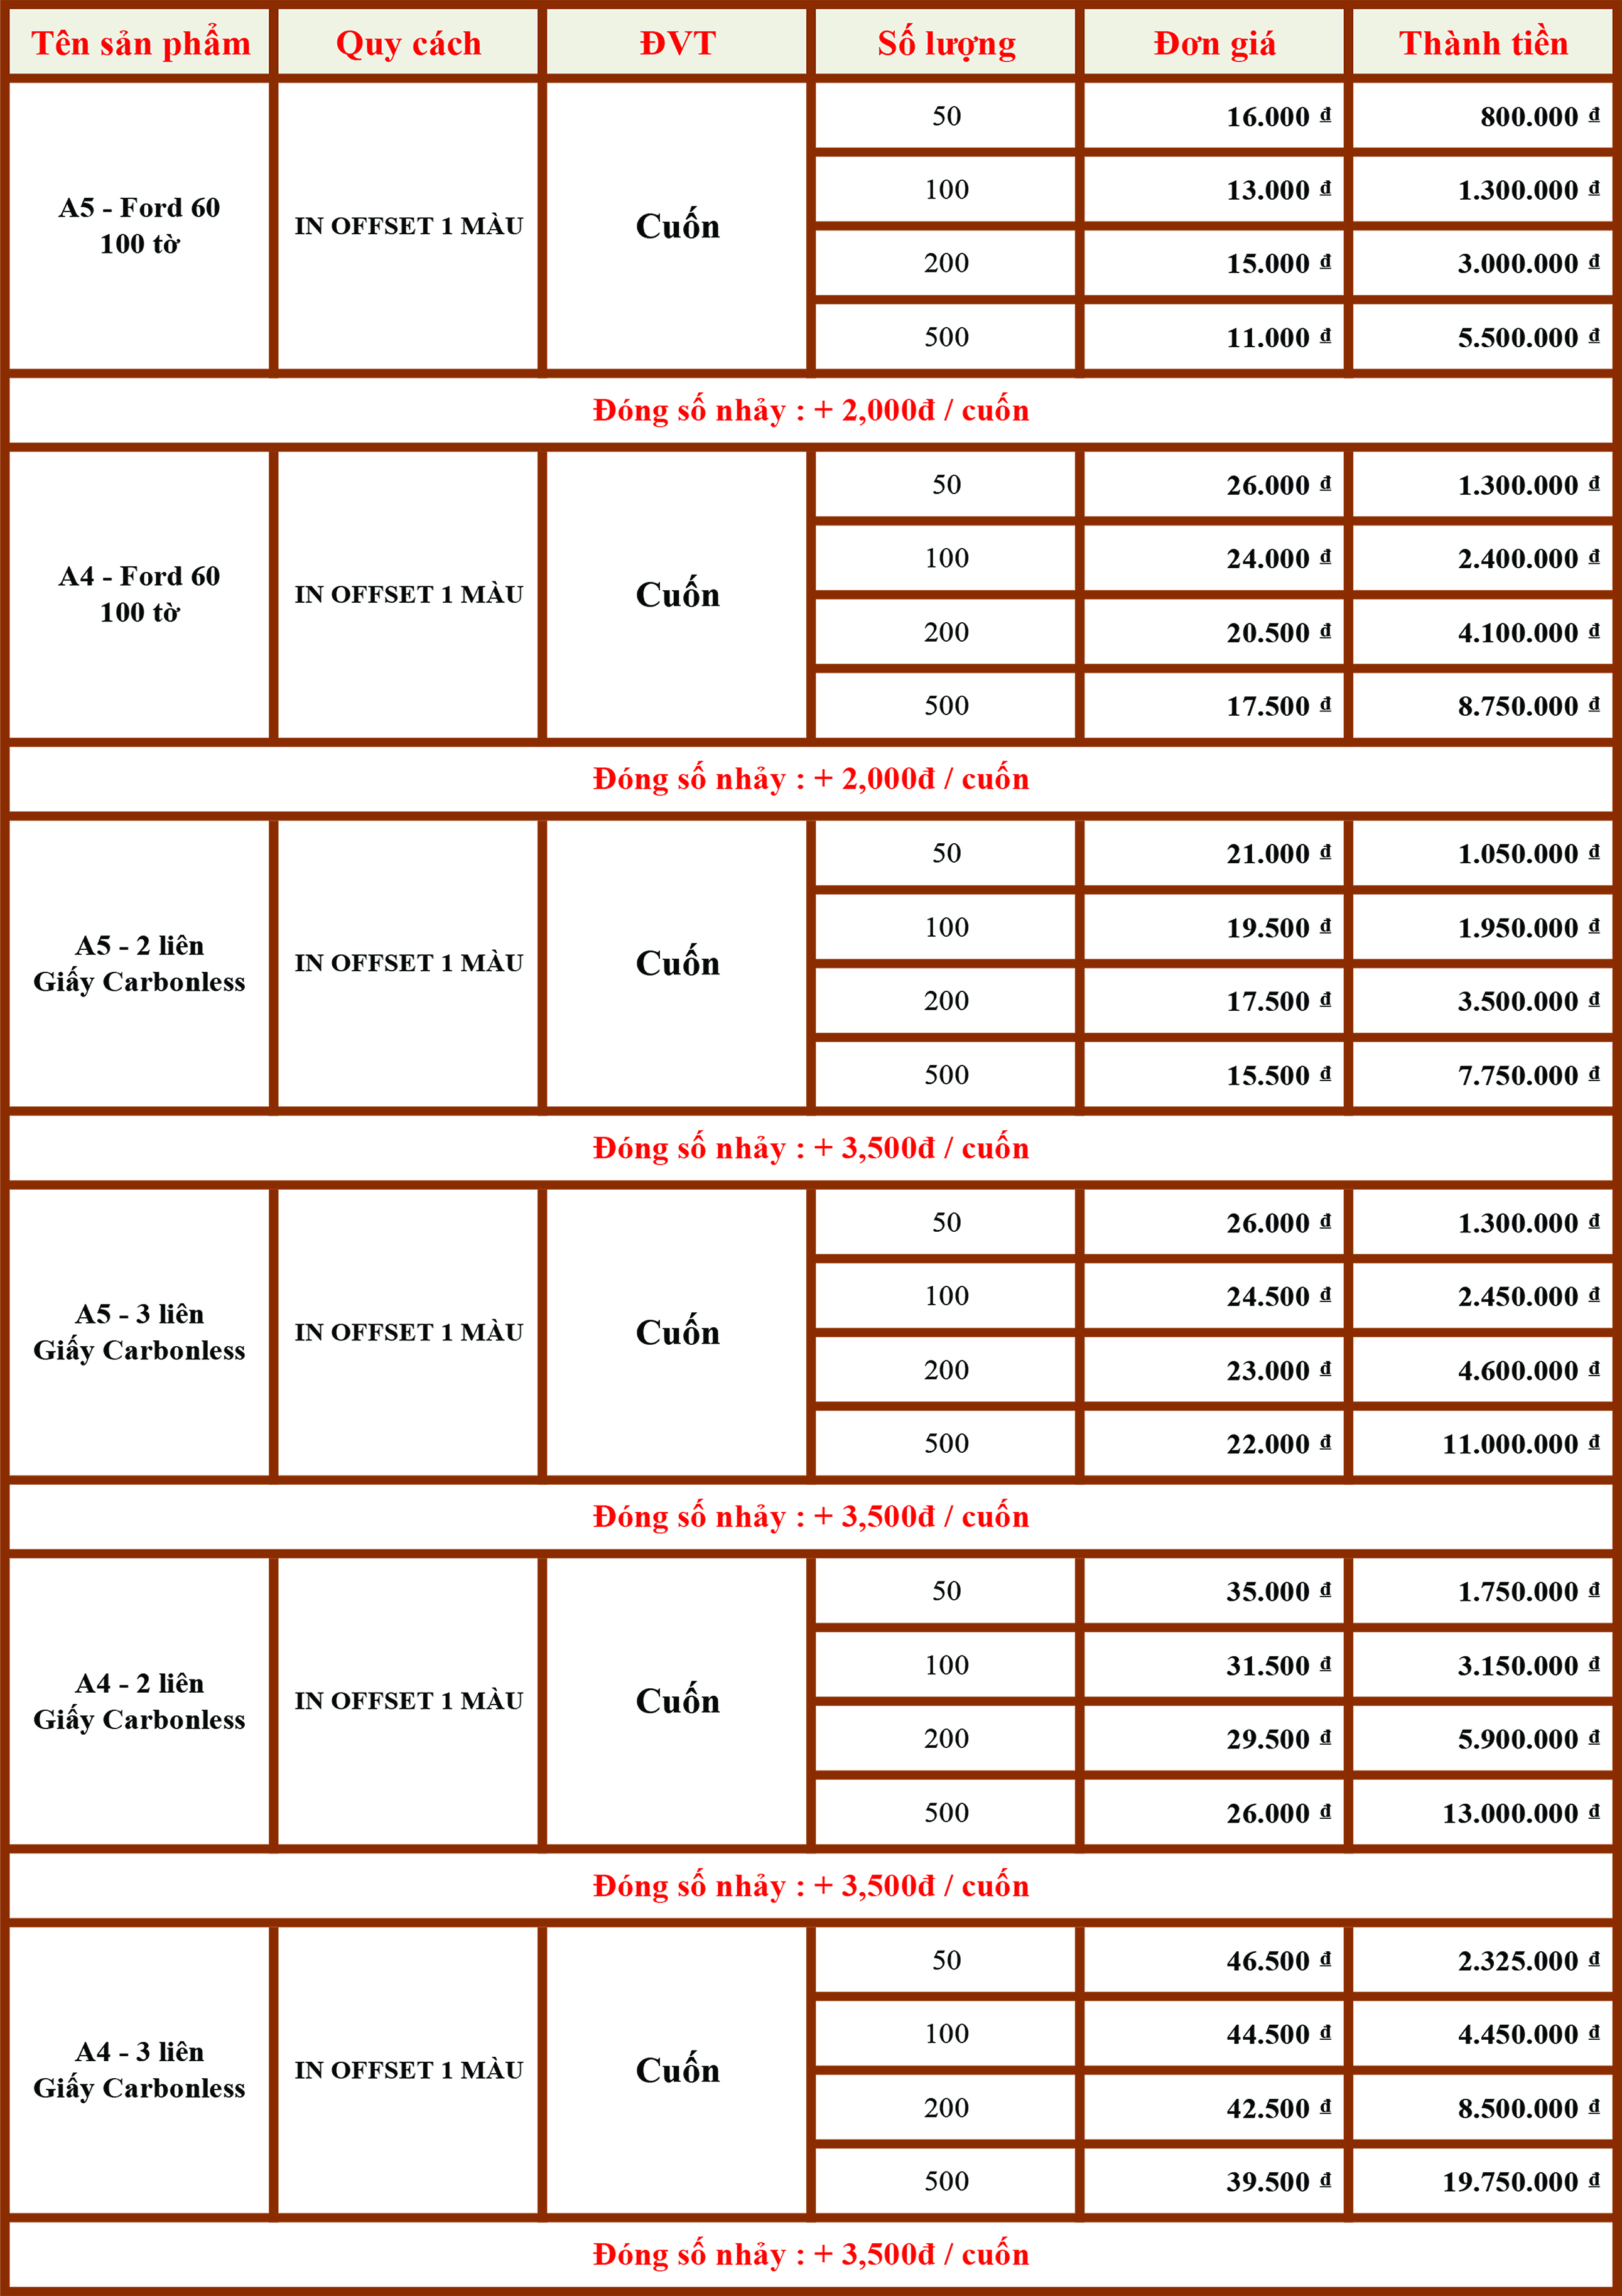 Tên sản phẩm Quy cách ĐVT Số lượng Đơn giá Thành tiền
A5 - Ford 60
100 tờ
IN OFFSET 1 MÀU
Cuốn
50 16.000 ₫ 800.000 ₫
100 13.000 ₫ 1.300.000 ₫
200 15.000 ₫ 3.000.000 ₫
500 11.000 ₫ 5.500.000 ₫
Đóng số nhảy : + 2,000đ / cuốn
A4 - Ford 60
100 tờ
IN OFFSET 1 MÀU
Cuốn
50 26.000 ₫ 1.300.000 ₫
100 24.000 ₫ 2.400.000 ₫
200 20.500 ₫ 4.100.000 ₫
500 17.500 ₫ 8.750.000 ₫
Đóng số nhảy : + 2,000đ / cuốn
A5 - 2 liên
Giấy Carbonless
IN OFFSET 1 MÀU
Cuốn
50 21.000 ₫ 1.050.000 ₫
100 19.500 ₫ 1.950.000 ₫
200 17.500 ₫ 3.500.000 ₫
500 15.500 ₫ 7.750.000 ₫
Đóng số nhảy : + 3,500đ / cuốn
A5 - 3 liên
Giấy Carbonless
IN OFFSET 1 MÀU
Cuốn
50 26.000 ₫ 1.300.000 ₫
100 24.500 ₫ 2.450.000 ₫
200 23.000 ₫ 4.600.000 ₫
500 22.000 ₫ 11.000.000 ₫
Đóng số nhảy : + 3,500đ / cuốn
A4 - 2 liên
Giấy Carbonless
IN OFFSET 1 MÀU
Cuốn
50 35.000 ₫ 1.750.000 ₫
100 31.500 ₫ 3.150.000 ₫
200 29.500 ₫ 5.900.000 ₫
500 26.000 ₫ 13.000.000 ₫
Đóng số nhảy : + 3,500đ / cuốn
A4 - 3 liên
Giấy Carbonless
IN OFFSET 1 MÀU
Cuốn
50 46.500 ₫ 2.325.000 ₫
100 44.500 ₫ 4.450.000 ₫
200 42.500 ₫ 8.500.000 ₫
500 39.500 ₫ 19.750.000 ₫
Đóng số nhảy : + 3,500đ / cuốn